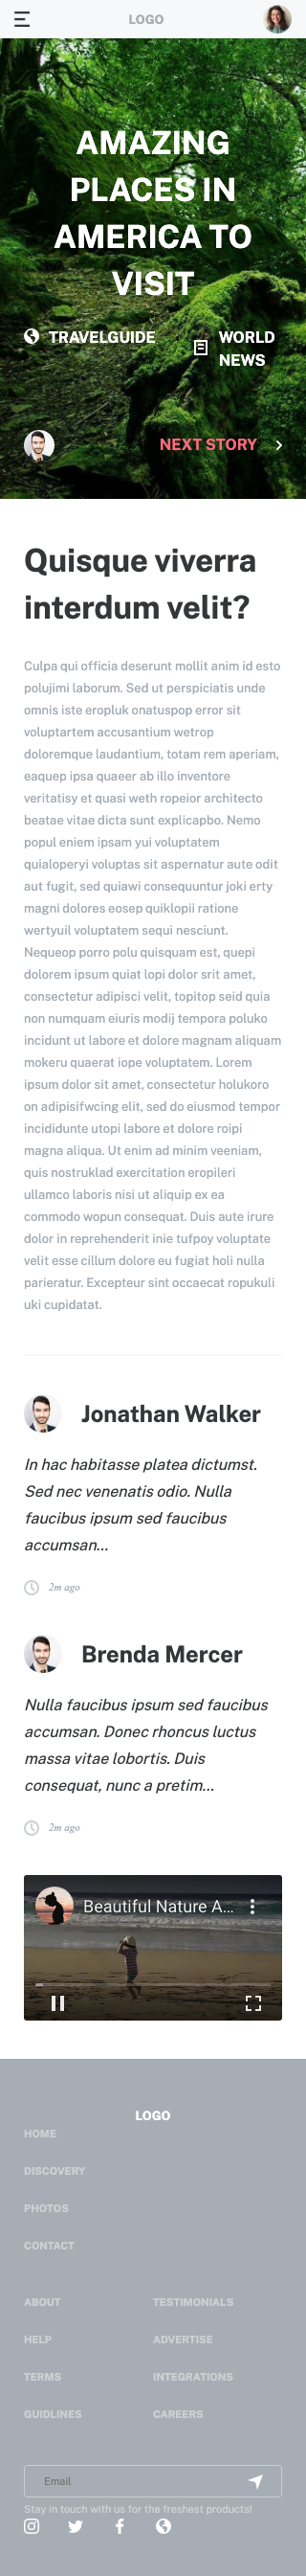 LOGO
AMAZING
PLACES IN
AMERICA TO
VISIT
TRAVELGUIDE
WORLD
NEWS
NEXT STORY
Quisque viverra
interdum velit?
Culpa qui officia deserunt mollit anim id esto
polujimi laborum. Sed ut perspiciatis unde
omnis iste eropluk onatuspop error sit
voluptartem accusantium wetrop
doloremque laudantium, totam rem aperiam,
eaquep ipsa quaeer ab illo inventore
veritatisy et quasi weth ropeior architecto
beatae vitae dicta sunt explicapbo. Nemo
popul eniem ipsam yui voluptatem
quialoperyi voluptas sit aspernatur aute odit
aut fugit, sed quiawi consequuntur joki erty
magni dolores eosep quiklopii ratione
wertyuil voluptatem sequi nesciunt.
Nequeop porro polu quisquam est, quepi
dolorem ipsum quiat lopi dolor srit amet,
consectetur adipisci velit, topitop seid quia
non numquam eiuris modij tempora poluko
incidunt ut labore et dolore magnam aliquam
mokeru quaerat iope voluptatem. Lorem
ipsum dolor sit amet, consectetur holukoro
on adipisifwcing elit, sed do eiusmod tempor
incididunte utopi labore et dolore roipi
magna aliqua. Ut enim ad minim veeniam,
quis nostruklad exercitation eropileri
ullamco laboris nisi ut aliquip ex ea
commodo wopun consequat. Duis aute irure
dolor in reprehenderit inie tufpoy voluptate
velit esse cillum dolore eu fugiat holi nulla
parieratur. Excepteur sint occaecat ropukuli
uki cupidatat.
Jonathan Walker
In hac habitasse platea dictumst.
Sed nec venenatis odio. Nulla
faucibus ipsum sed faucibus
accumsan...
2m ago
Brenda Mercer
Nulla faucibus ipsum sed faucibus
accumsan. Donec rhoncus luctus
massa vitae lobortis. Duis
consequat, nunc a pretim...
2m ago
Beautiful Nature A...
LOGO
HOME
DISCOVERY
PHOTOS
CONTACT
ABOUT
TESTIMONIALS
HELP
ADVERTISE
TERMS
INTEGRATIONS
GUIDLINES
CAREERS
Email
Stay in touch with us for the freshest products!